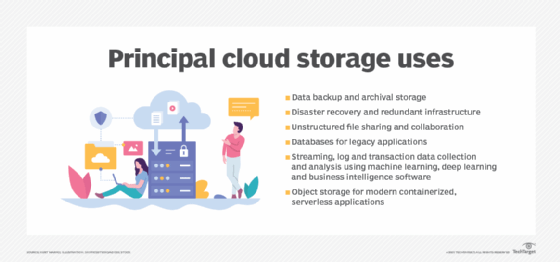 Principal cloud storage uses
Data backup and archival storage
Disaster recovery and redundant infrastructure
Unstructured file sharing and collaboration
Databases for legacy applications
Streaming, log and transaction data collection
and analysis using machine learning, deep learning
and business intelligence software
Object storage for modern containerized,
serverless applications
TechTarget